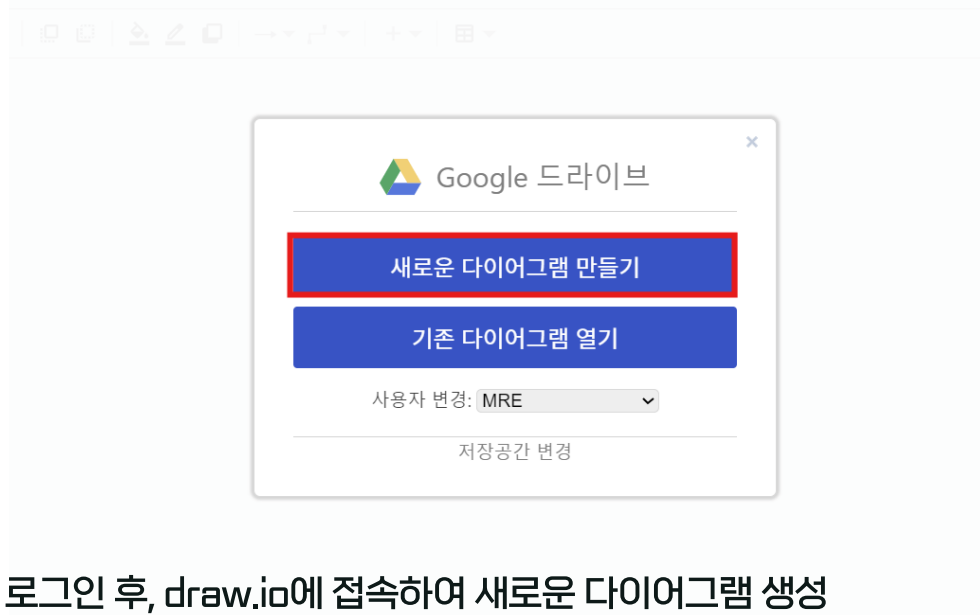 Google 드라이브
새로운 다이어그램 만들기
기존 다이어그램 열기
사용자 변경: MRE
저장공간 변경
로그인 후, draw.io에 접속하여 새로운 다이어그램 생성